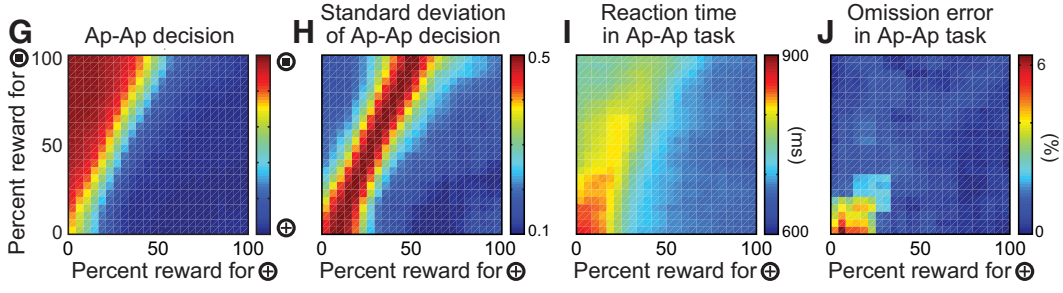 G
Ap-Ap decision
Percent reward for
100
50
0
0
50
100
Percent reward for
H
Standard deviation
of Ap-Ap decision
0.5
0.1
0
50
100
Percent reward for
I
Reaction time
in Ap-Ap task
900
(ms)
600
0
50
100
Percent reward for
J
Omission error
in Ap-Ap task
6
(%)
0
0
50
100
Percent reward for